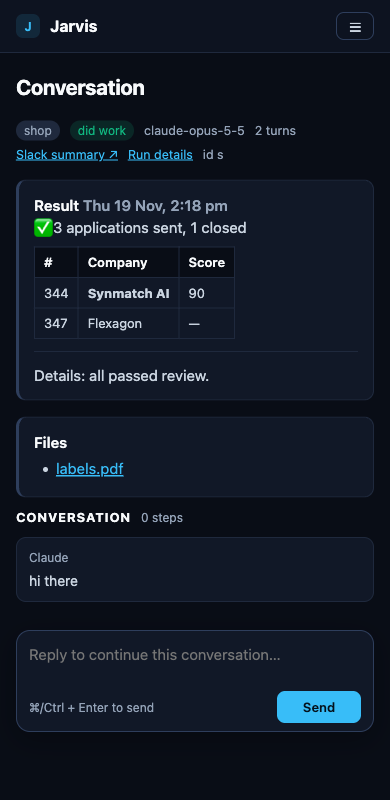 J Jarvis
Conversation
shop did work claude-opus-5-5 2 turns
Slack summary ↗ Run details id s
Result Thu 19 Nov, 2:18 pm
✅3 applications sent, 1 closed
# Company Score
344 Synmatch AI 90
347 Flexagon —
Details: all passed review.
Files
• labels.pdf
CONVERSATION 0 steps
Claude
hi there
Reply to continue this conversation...
⌘/Ctrl + Enter to send Send